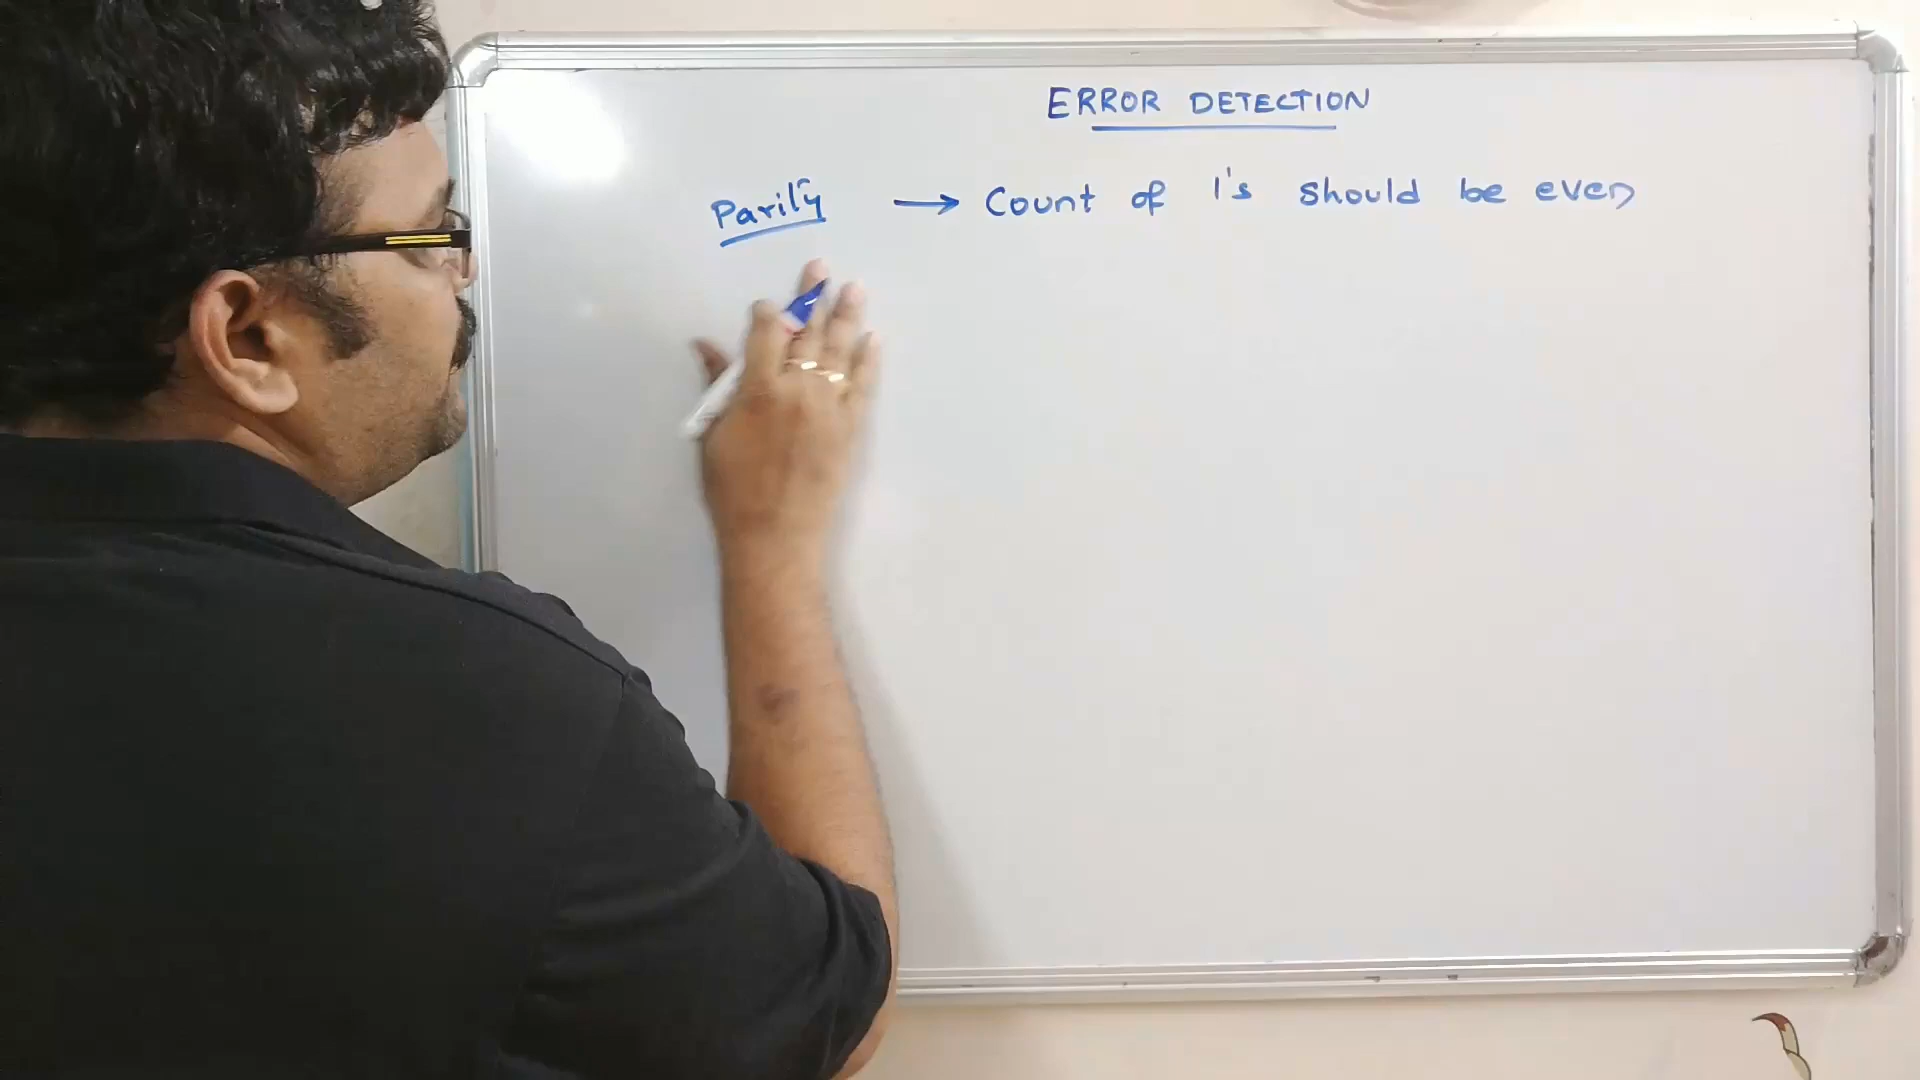 ERROR DETECTION
Parity → Count of 1's should be even